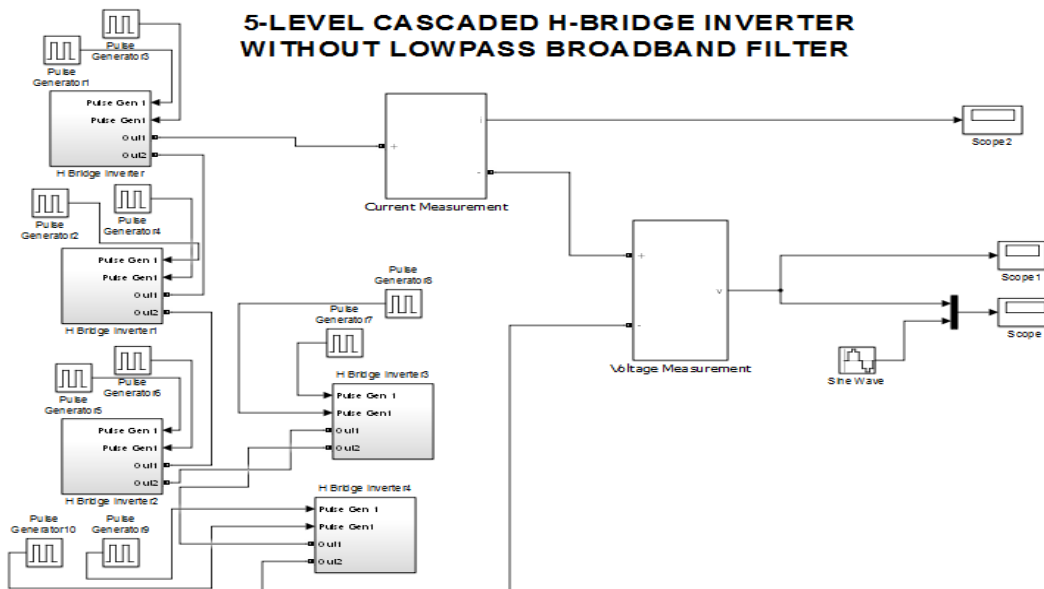 5-LEVEL CASCADED H-BRIDGE INVERTER
WITHOUT LOWPASS BROADBAND FILTER
Pulse
Generator3
Pulse
Generator1
Pulse Gen 1
Pulse Gen1
Out1
Out2
H Bridge Inverter
i
+
-
Current Measurement
Scope2
Pulse
Generator2
Pulse
Generator4
Pulse Gen 1
Pulse Gen1
Out1
Out2
H Bridge Inverter1
+
v
-
Voltage Measurement
Scope1
Scope
Sine Wave
Pulse
Generator8
Pulse
Generator7
Pulse
Generator6
Pulse
Generator5
Pulse Gen 1
Pulse Gen1
Out1
Out2
H Bridge Inverter2
H Bridge Inverter3
Pulse Gen 1
Pulse Gen1
Out1
Out2
H Bridge Inverter4
Pulse Gen 1
Pulse Gen1
Out1
Out2
Pulse
Generator10
Pulse
Generator9